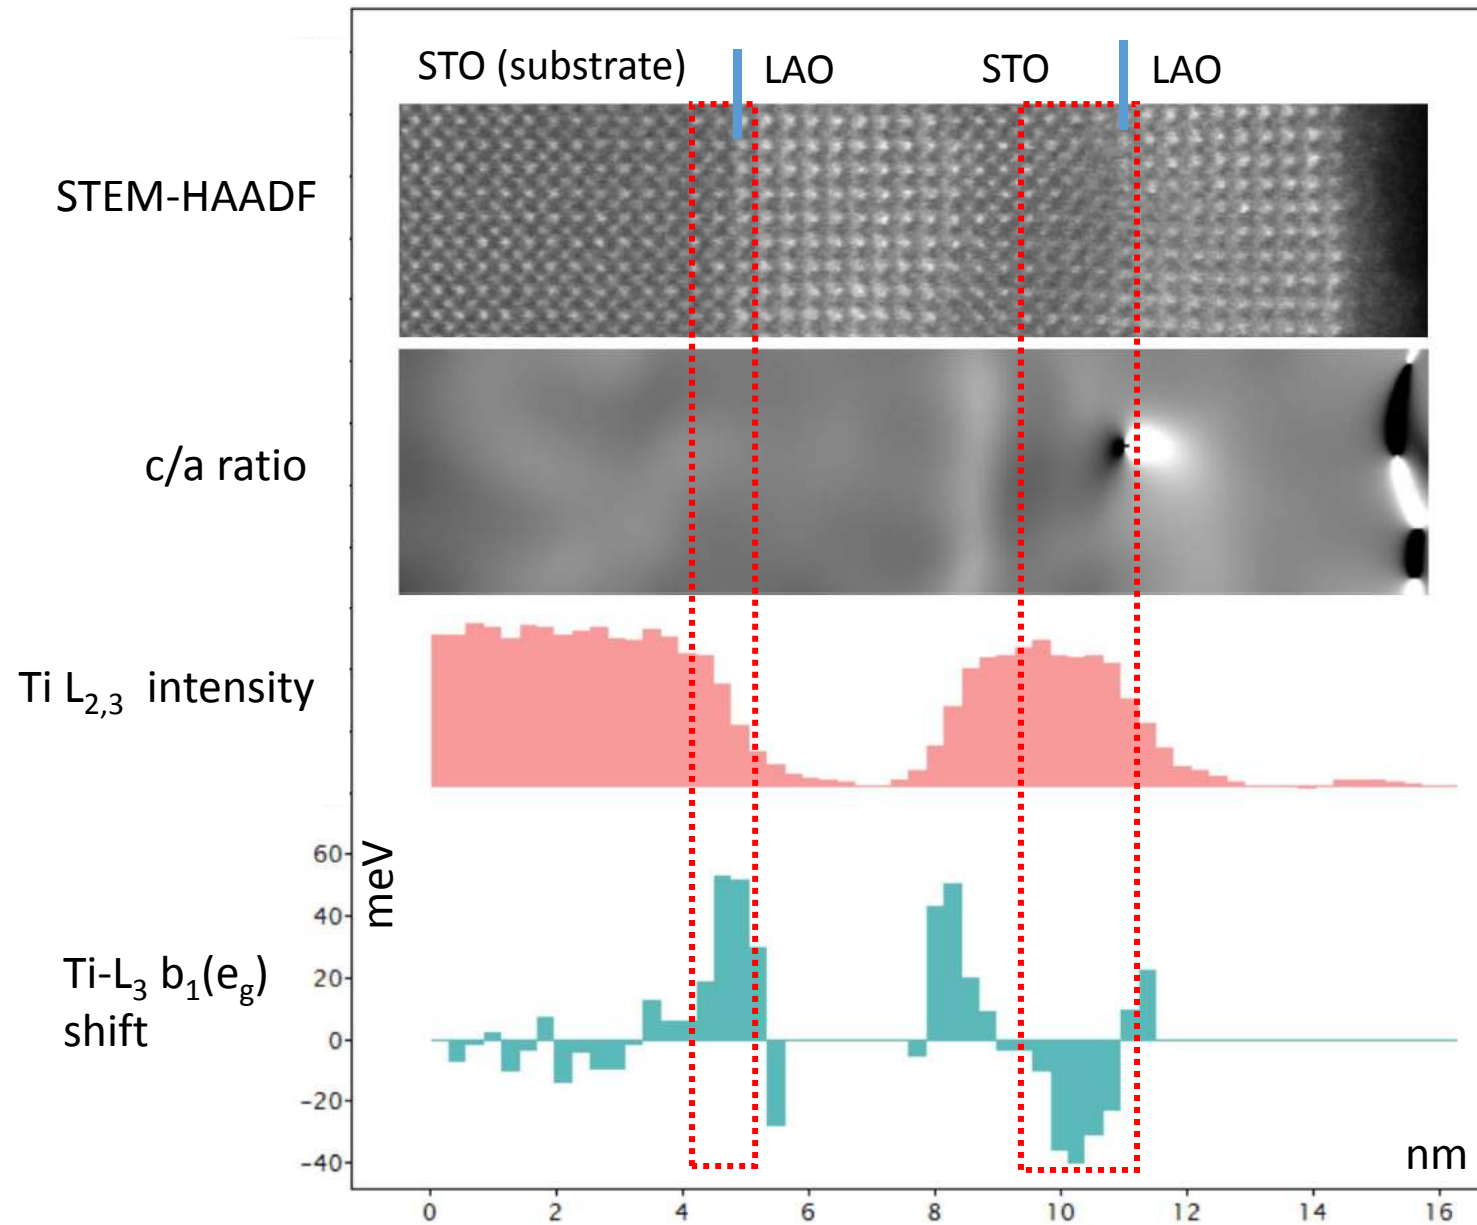 STO (substrate) LAO STO LAO
STEM-HAADF
c/a ratio
Ti L2,3 intensity
meV
60
40
20
0
-20
-40
Ti-L3 b1(eg)
shift
nm
0 2 4 6 8 10 12 14 16